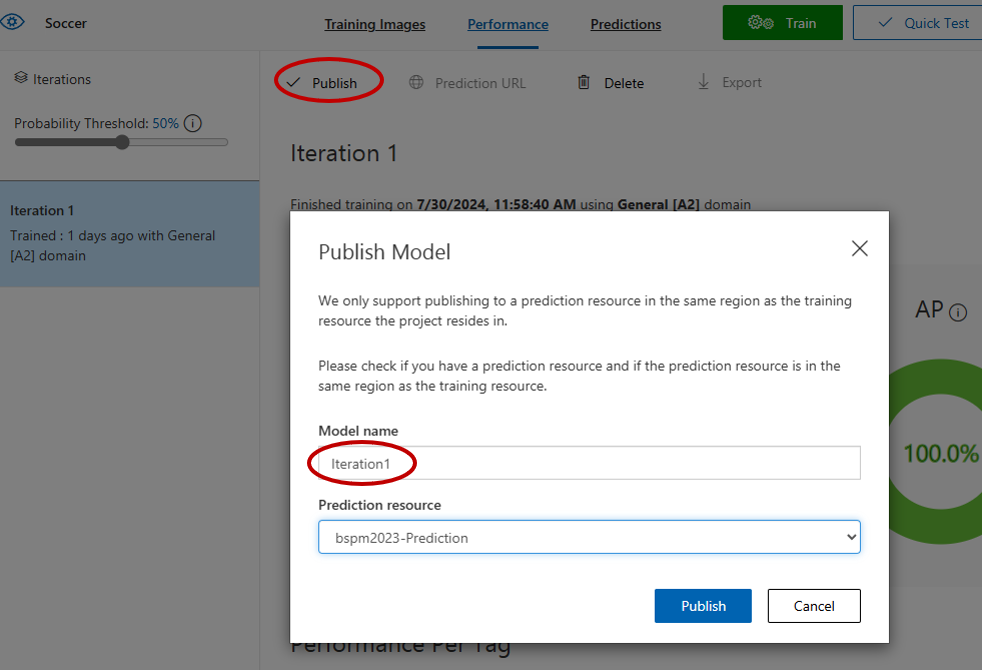 Soccer
Training Images
Performance
Predictions
Train
Quick Test
Iterations
Publish
Prediction URL
Delete
Export
Probability Threshold: 50%
Iteration 1
Finished training on 7/30/2024, 11:58:40 AM using General [A2] domain
Iteration 1
Trained : 1 days ago with General
[A2] domain
Publish Model
We only support publishing to a prediction resource in the same region as the training
resource the project resides in.
Please check if you have a prediction resource and if the prediction resource is in the
same region as the training resource.
Model name
Iteration1
Prediction resource
bspm2023-Prediction
Publish
Cancel
AP
100.0%
Performance Per Tag